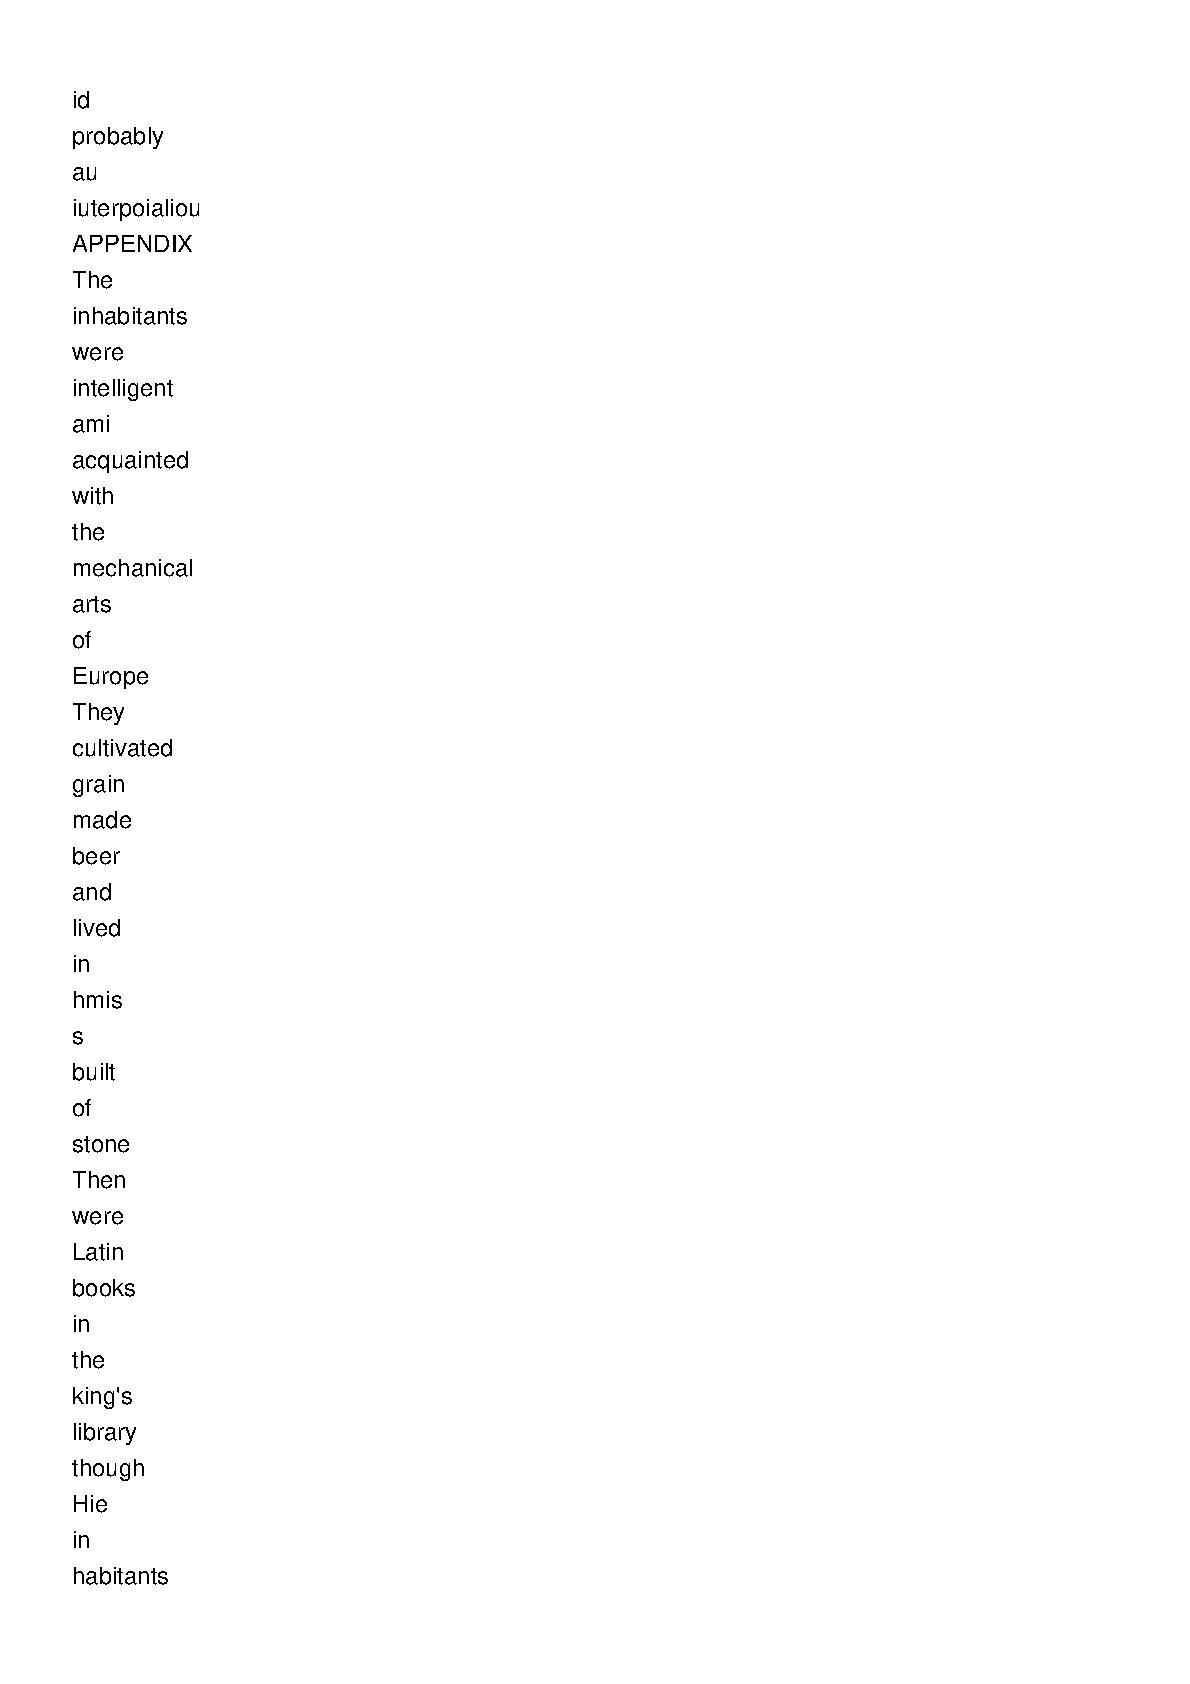 id
probably
au
iuterpoialiou
APPENDIX
The
inhabitants
were
intelligent
ami
acquainted
with
the
mechanical
arts
of
Europe
They
cultivated
grain
made
beer
and
lived
in
hmis
s
built
of
stone
Then
were
Latin
books
in
the
king's
library
though
Hie
in
habitants